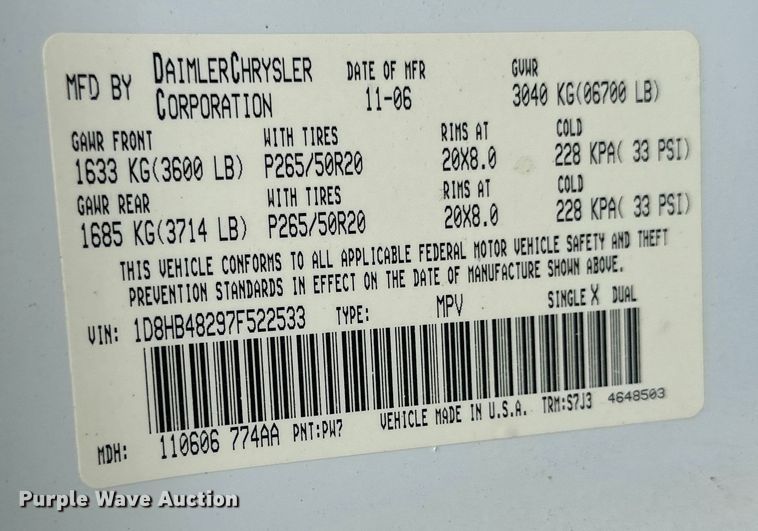 MFD BY DAIMLERCHRYSLER CORPORATION DATE OF MFR 11-06 GVWR 3040 KG(06700 LB)
GAWR FRONT WITH TIRES RIMS AT COLD
1633 KG(3600 LB) P265/50R20 20X8.0 228 KPA( 33 PSI)
GAWR REAR WITH TIRES RIMS AT COLD
1685 KG(3714 LB) P265/50R20 20X8.0 228 KPA( 33 PSI)
THIS VEHICLE CONFORMS TO ALL APPLICABLE FEDERAL MOTOR VEHICLE SAFETY AND THEFT
PREVENTION STANDARDS IN EFFECT ON THE DATE OF MANUFACTURE SHOWN ABOVE.
VIN: 1D8HB48297F522533 TYPE: MPV SINGLE X DUAL
MDH: 110606 774AA PNT:PW7 VEHICLE MADE IN U.S.A. TRM:S7J3 4648503
Purple Wave Auction